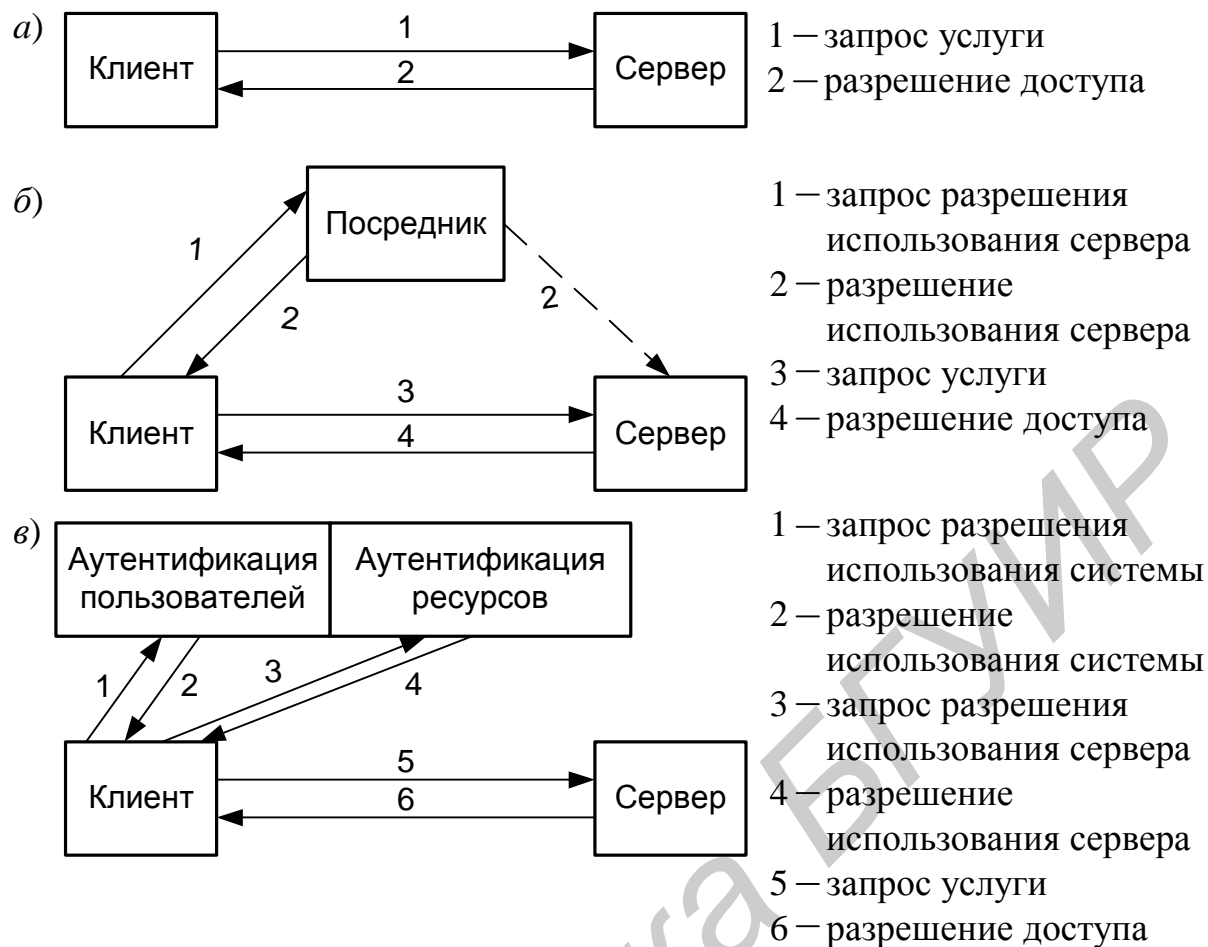 а)
1
Клиент
2
Сервер
1 – запрос услуги
2 – разрешение доступа
б)
Посредник
1
2
2
Клиент
3
4
Сервер
1 – запрос разрешения
использования сервера
2 – разрешение
использования сервера
3 – запрос услуги
4 – разрешение доступа
в)
Аутентификация
пользователей
Аутентификация
ресурсов
1
2
3
4
Клиент
5
6
Сервер
1 – запрос разрешения
использования системы
2 – разрешение
использования системы
3 – запрос разрешения
использования сервера
4 – разрешение
использования сервера
5 – запрос услуги
6 – разрешение доступа
ка БГУИР